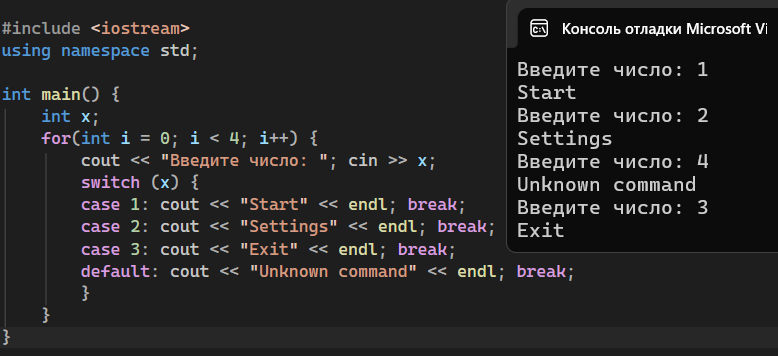 #include <iostream>
using namespace std;
int main() {
int x;
for(int i = 0; i < 4; i++) {
cout << "Введите число: "; cin >> x;
switch (x) {
case 1: cout << "Start" << endl; break;
case 2: cout << "Settings" << endl; break;
case 3: cout << "Exit" << endl; break;
default: cout << "Unknown command" << endl; break;
}
}
}
Консоль отладки Microsoft Vi
Введите число: 1
Start
Введите число: 2
Settings
Введите число: 4
Unknown command
Введите число: 3
Exit